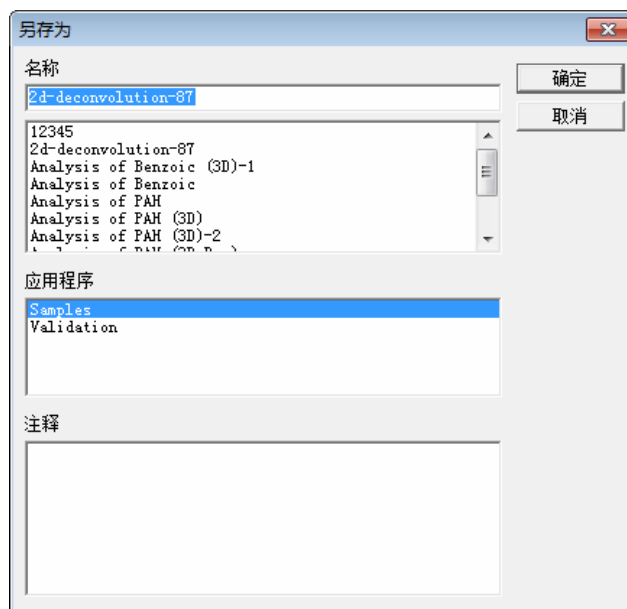 另存为
名称
确定
2d-deconvolution-87
取消
12345
2d-deconvolution-87
Analysis of Benzoic (3D)-1
Analysis of Benzoic
Analysis of PAH
Analysis of PAH (3D)
Analysis of PAH (3D)-2
应用程序
Samples
Validation
注释